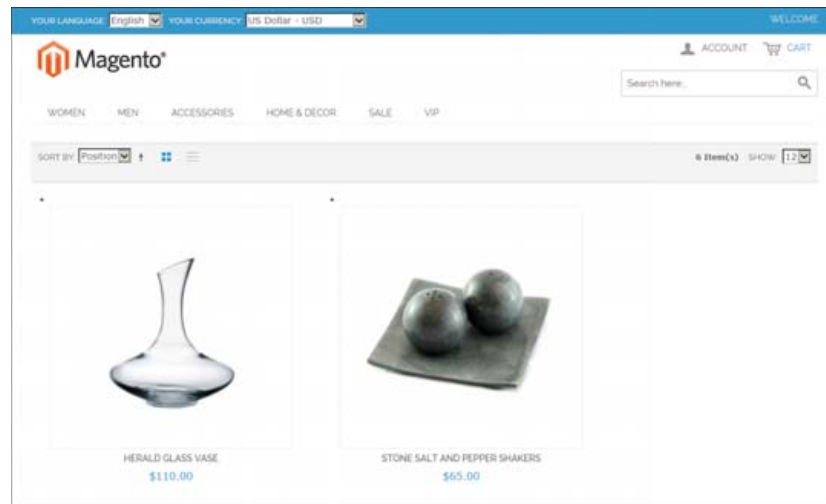 YOUR LANGUAGE: English YOUR CURRENCY: US Dollar - USD WELCOME
Magento®
ACCOUNT CART
Search here...
WOMEN MEN ACCESSORIES HOME & DECOR SALE VIP
SORT BY Position 6 Item(s) SHOW: 12
HERALD GLASS VASE STONE SALT AND PEPPER SHAKERS
$110.00 $65.00